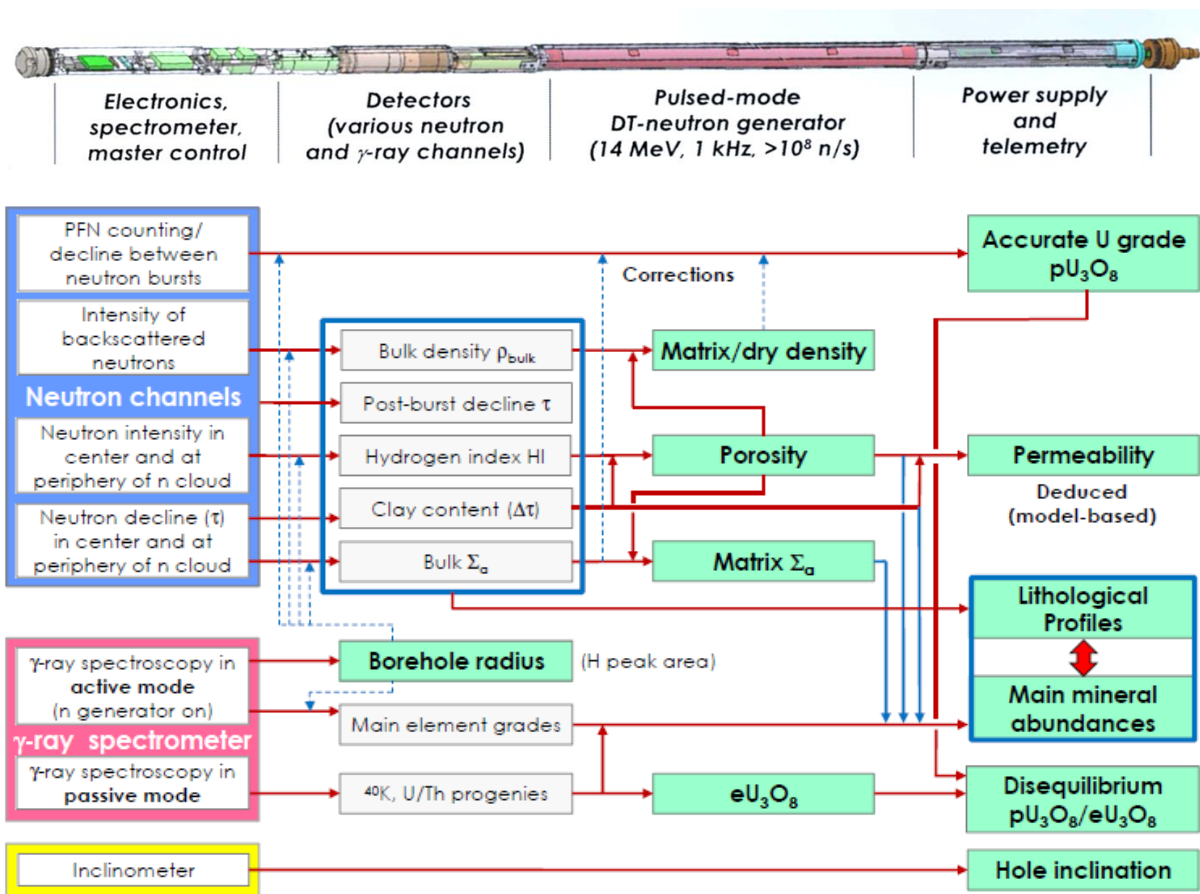 Electronics,
spectrometer,
master control
Detectors
(various neutron
and γ-ray channels)
Pulsed-mode
DT-neutron generator
(14 MeV, 1 kHz, >10⁸ n/s)
Power supply
and
telemetry
PFN counting/
decline between
neutron bursts
Accurate U grade
pU₃O₈
Corrections
Intensity of
backscattered
neutrons
Bulk density ρbulk
Matrix/dry density
Neutron channels
Post-burst decline τ
Neutron intensity in
center and at
periphery of n cloud
Hydrogen index HI
Porosity
Permeability
Deduced
(model-based)
Clay content (Δτ)
Neutron decline (τ)
in center and at
periphery of n cloud
Bulk Σₐ
Matrix Σₐ
Lithological
Profiles
Main mineral
abundances
γ-ray spectroscopy in
active mode
(n generator on)
Borehole radius
(H peak area)
Main element grades
γ-ray spectrometer
γ-ray spectroscopy in
passive mode
⁴⁰K, U/Th progenies
eU₃O₈
Disequilibrium
pU₃O₈/eU₃O₈
Inclinometer
Hole inclination